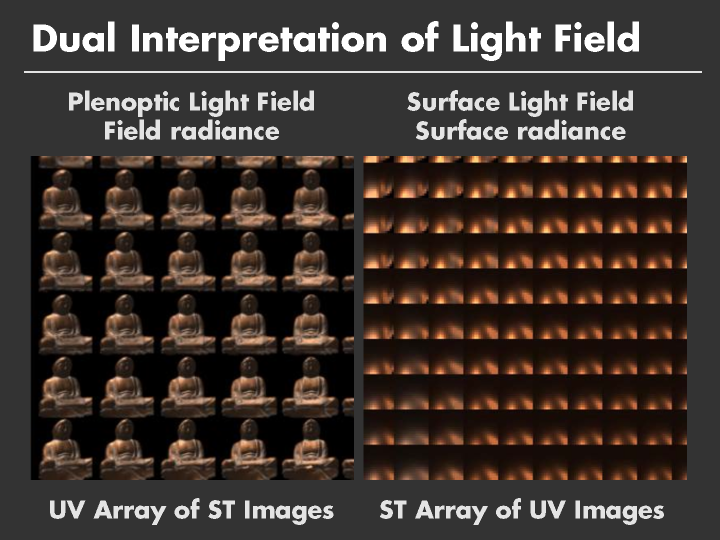 Dual Interpretation of Light Field
Plenoptic Light Field
Field radiance
Surface Light Field
Surface radiance
UV Array of ST Images
ST Array of UV Images